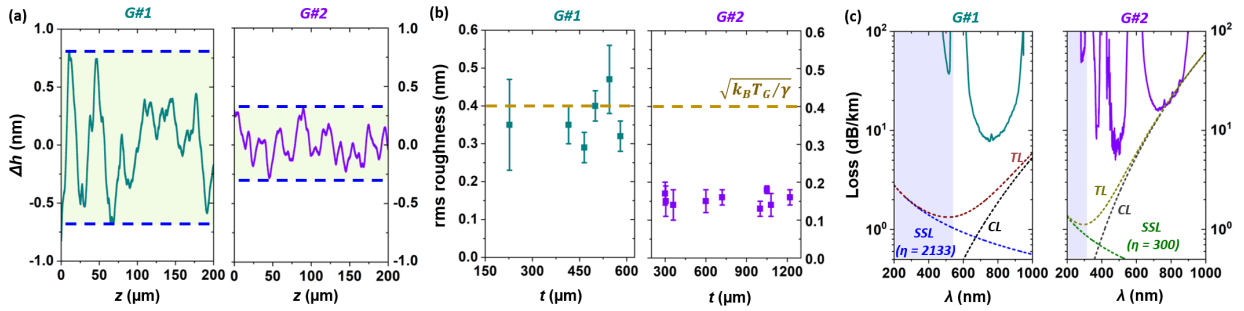 (a)
G#1
G#2
1.0
0.5
0.0
-0.5
-1.0
Δh (nm)
0
50
100
150
200
z (µm)
1.0
0.5
0.0
-0.5
-1.0
0
50
100
150
200
z (µm)
(b)
G#1
G#2
rms roughness (nm)
0.6
0.5
0.4
0.3
0.2
0.1
0.0
150
300
450
600
t (µm)
√k_BT_G/γ
0.6
0.5
0.4
0.3
0.2
0.1
0.0
300
600
900
1200
t (µm)
(c)
G#1
G#2
Loss (dB/km)
10²
10¹
10⁰
TL
CL
SSL
(η = 2133)
200
400
600
800
1000
λ (nm)
10²
10¹
10⁰
TL
CL
SSL
(η = 300)
200
400
600
800
1000
λ (nm)